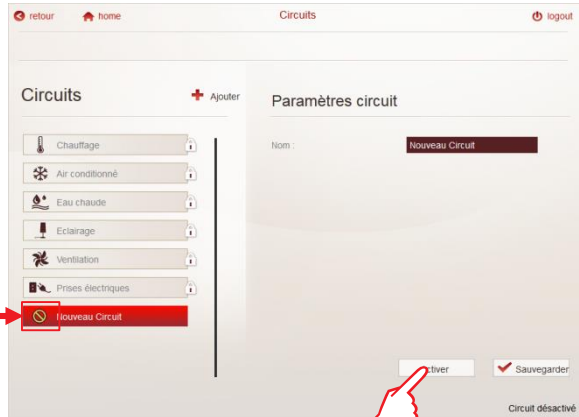 retour
home
Circuits
logout
Circuits
Ajouter
Chauffage
Air conditionné
Eau chaude
Eclairage
Ventilation
Prises électriques
Nouveau Circuit
Paramètres circuit
Nom :
Nouveau Circuit
Sauvegarder
Circuit désactivé